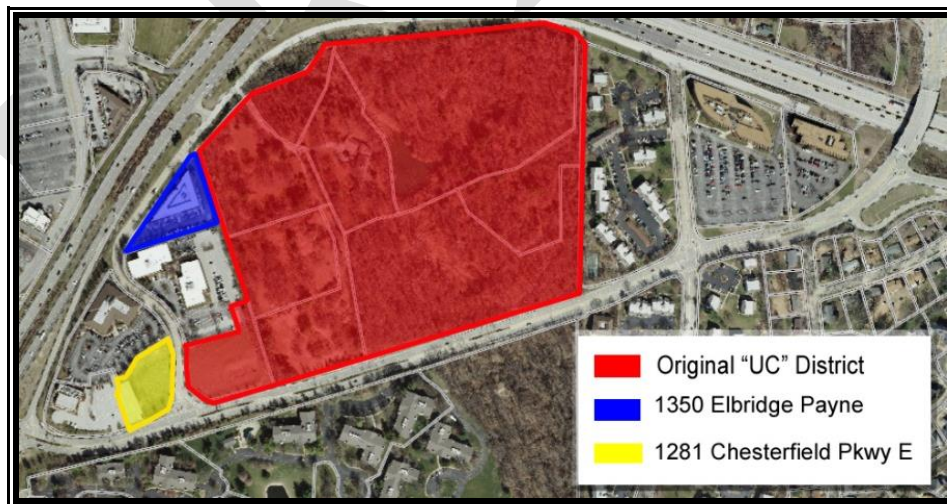 Original “UC” District
1350 Elbridge Payne
1281 Chesterfield Pkwy E